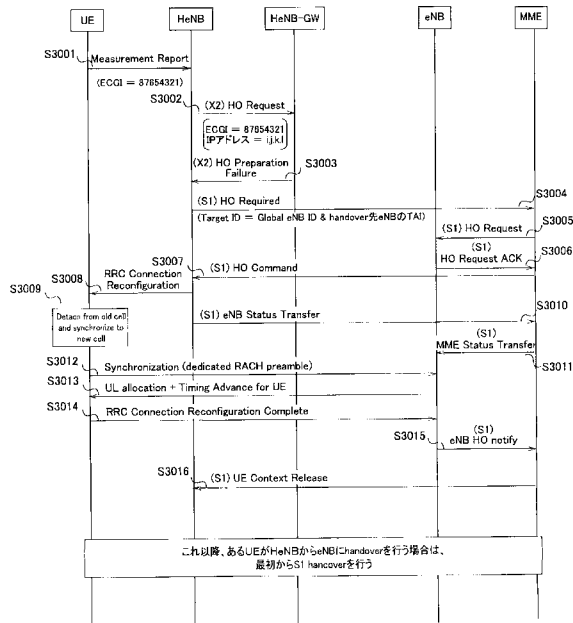 UE
HeNB
HeNB-GW
eNB
MME
S3001
Measurement Report
(ECGI = 87654321)
S3002
(X2) HO Request
ECGI = 87654321
IPアドレス = i.j.k.l
(X2) HO Preparation
Failure
S3003
S3004
(S1) HO Required
(Target ID = Global eNB ID & handover先eNBのTAI)
S3005
(S1) HO Request
(S1)
HO Request ACK
S3006
S3007
(S1) HO Command
S3008
RRC Connection
Reconfiguration
S3009
Detach from old cell
and synchronize to
new cell
S3010
(S1) eNB Status Transfer
(S1)
MME Status Transfer
S3011
S3012
Synchronization (dedicated RACH preamble)
S3013
UL allocation + Timing Advance for UE
S3014
RRC Connection Reconfiguration Complete
S3015
(S1)
eNB HO notify
S3016
(S1) UE Context Release
これ以降、あるUEがHeNBからeNBにhandoverを行う場合は、
最初からS1 handoverを行う